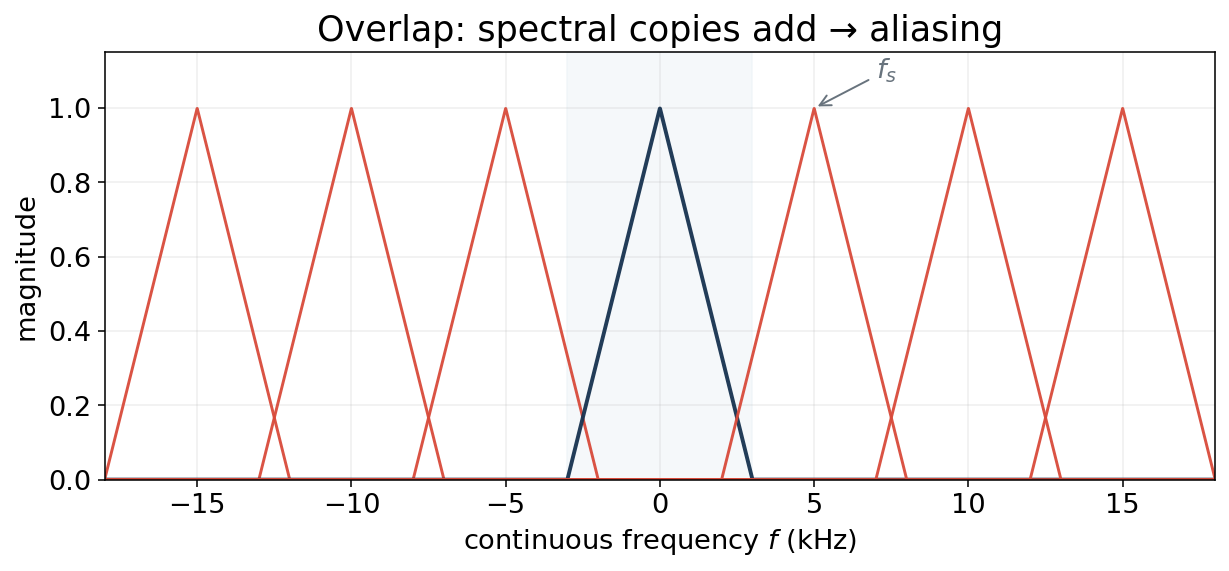 Overlap: spectral copies add → aliasing
fₛ
magnitude
1.0
0.8
0.6
0.4
0.2
0.0
−15 −10 −5 0 5 10 15
continuous frequency f (kHz)